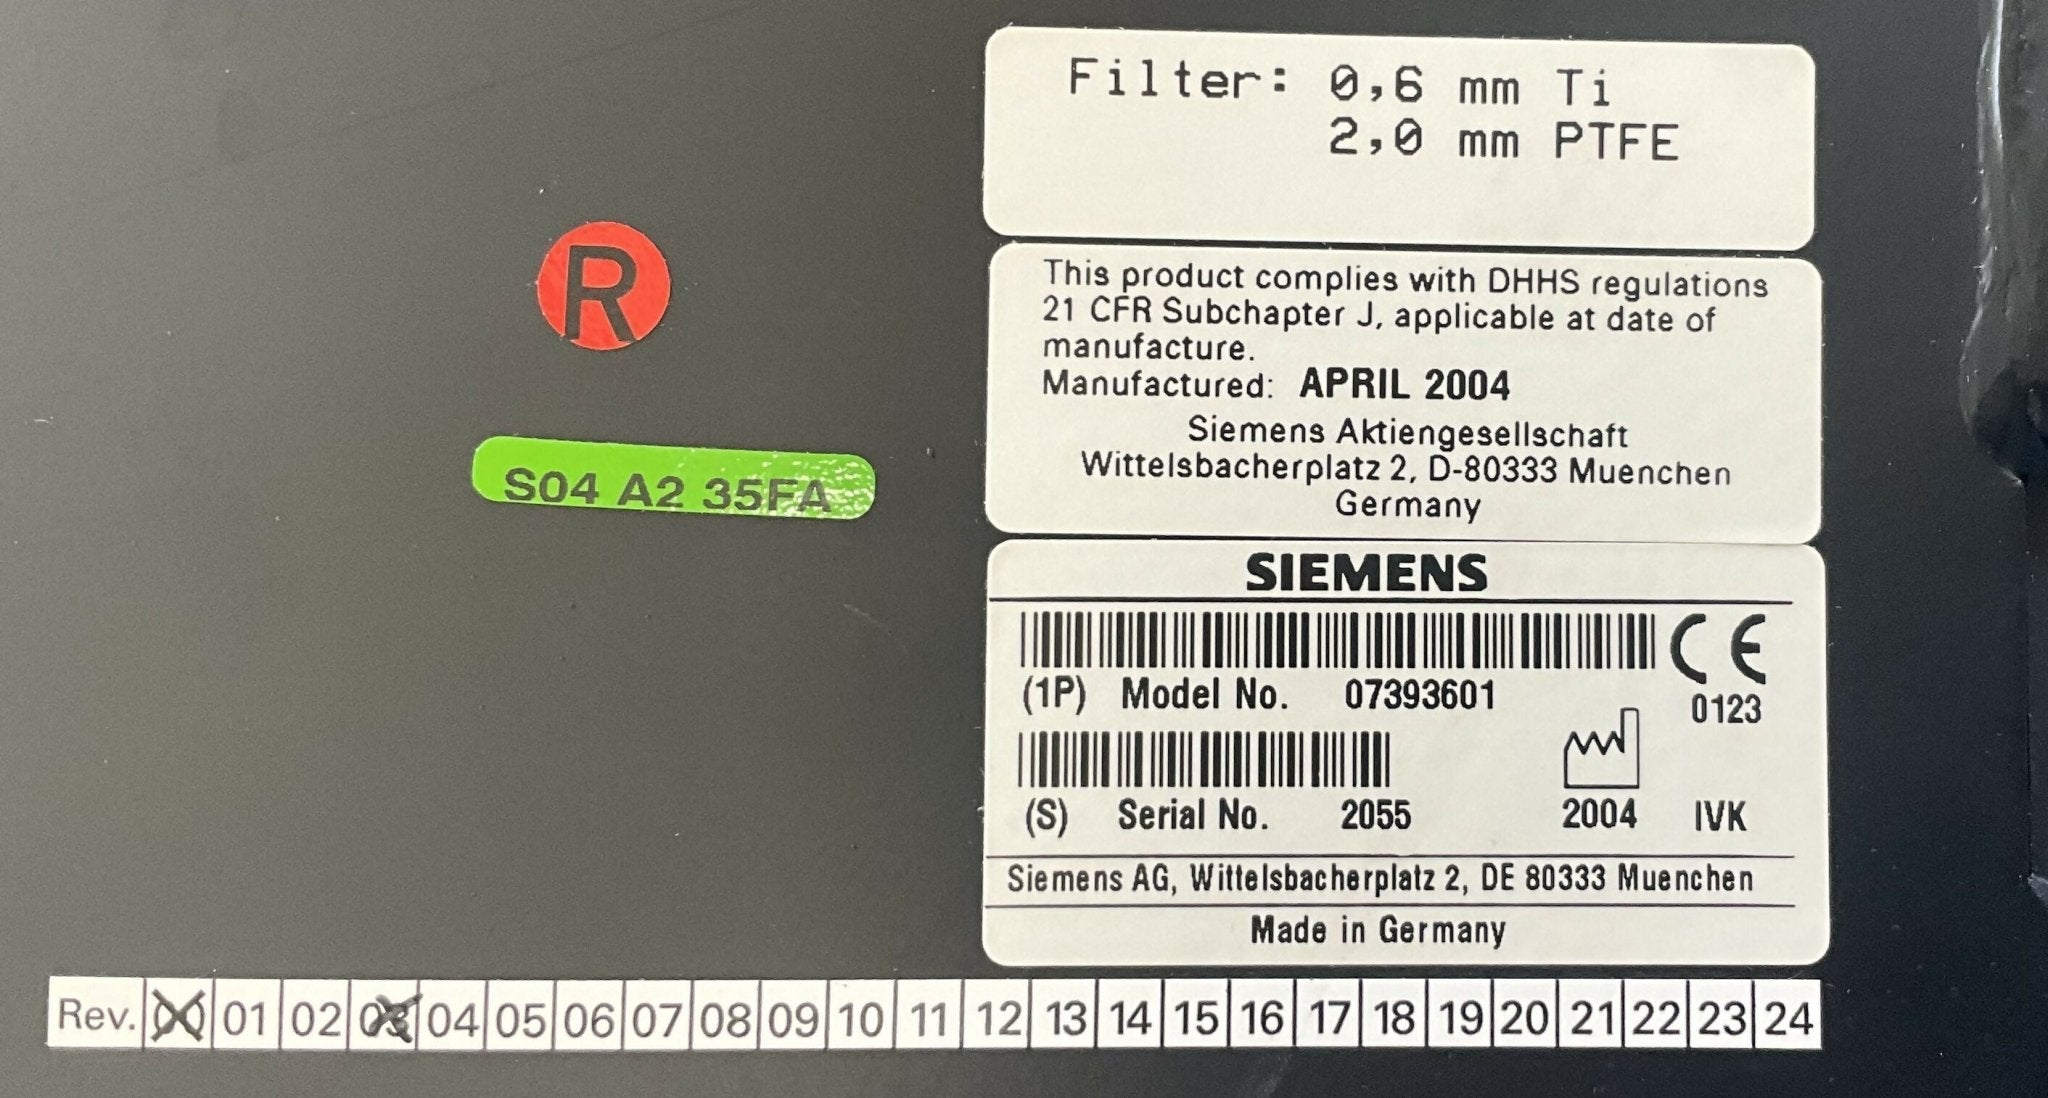 Filter: 0,6 mm Ti
2,0 mm PTFE
R
This product complies with DHHS regulations
21 CFR Subchapter J, applicable at date of
manufacture.
Manufactured: APRIL 2004
Siemens Aktiengesellschaft
Wittelsbacherplatz 2, D-80333 Muenchen
Germany
S04 A2 35FA
SIEMENS
(1P) Model No. 07393601
CE 0123
(S) Serial No. 2055
2004 IVK
Siemens AG, Wittelsbacherplatz 2, DE 80333 Muenchen
Made in Germany
Rev. 00 01 02 03 04 05 06 07 08 09 10 11 12 13 14 15 16 17 18 19 20 21 22 23 24